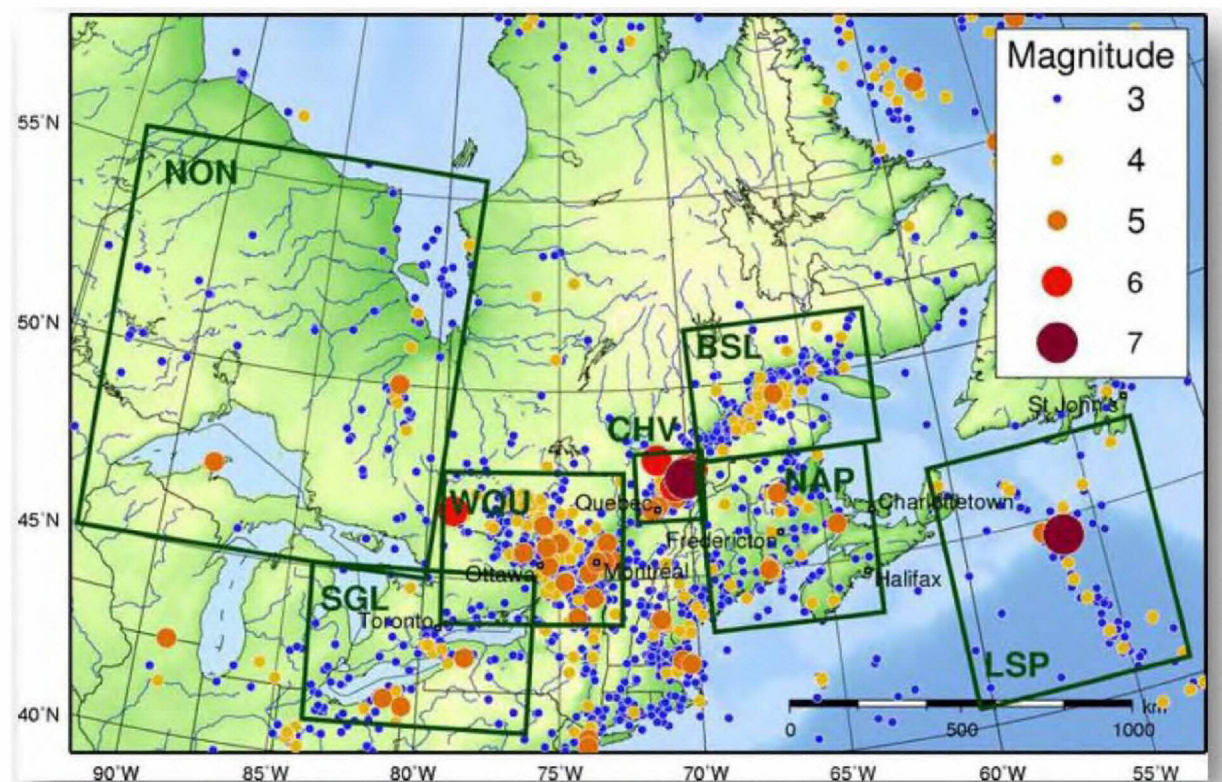 Magnitude
3
4
5
6
7
55°N
NON
50°N
BSL
St John's
CHV
WQU
NAP
Quebec
Charlottetown
45°N
Fredericton
Ottawa
Montréal
Halifax
SGL
Toronto
LSP
40°N
km
0
500
1000
90°W
85°W
80°W
75°W
70°W
65°W
60°W
55°W